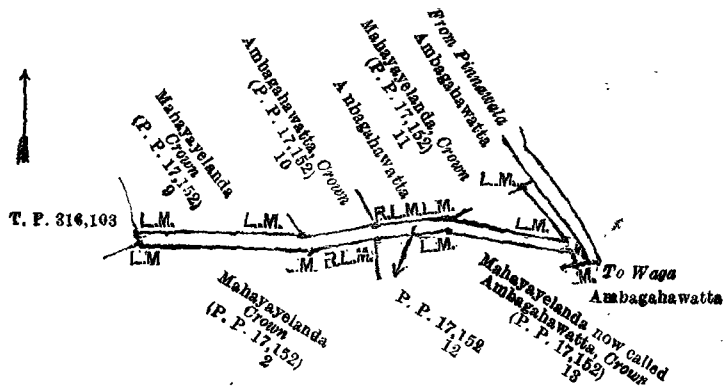 From Pinnawela
Ambagahawatta
Mahayayelanda, Crown
(P. P. 17,152)
11
Ambagahawatta
Ambagahawatta, Crown
(P. P. 17,152)
10
Mahayayelanda
Crown
(P. P. 17,152)
9
T. P. 316,103
L.M.
L.M.
R.L.M.
L.M.
L.M.
L.M.
L.M.
M.
R.L.M.
L.M.
M.
To Waga
Ambagahawatta
Mahayayelanda
Crown
(P. P. 17,152)
2
P. P. 17,152
12
Mahayayelanda now called
Ambagahawatta, Crown
(P. P. 17,152)
13